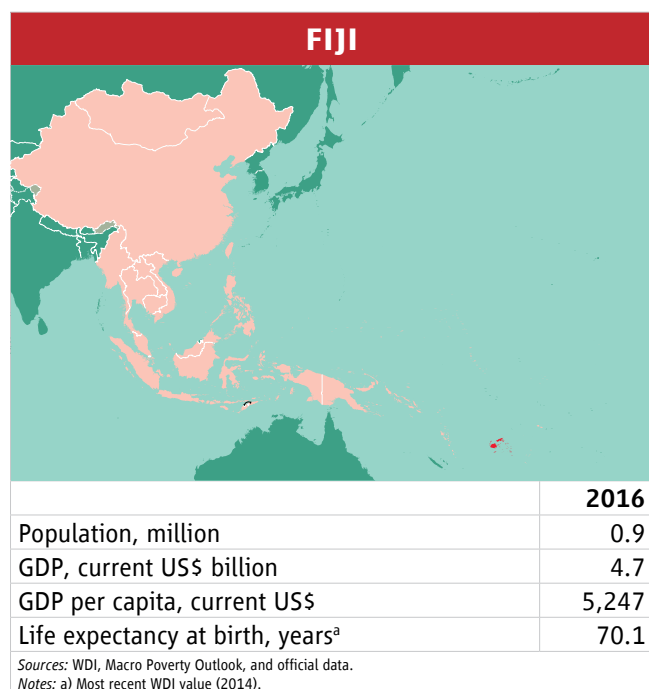 FIJI
2016
Population, million 0.9
GDP, current US$ billion 4.7
GDP per capita, current US$ 5,247
Life expectancy at birth, yearsᵃ 70.1
Sources: WDI, Macro Poverty Outlook, and official data.
Notes: a) Most recent WDI value (2014).